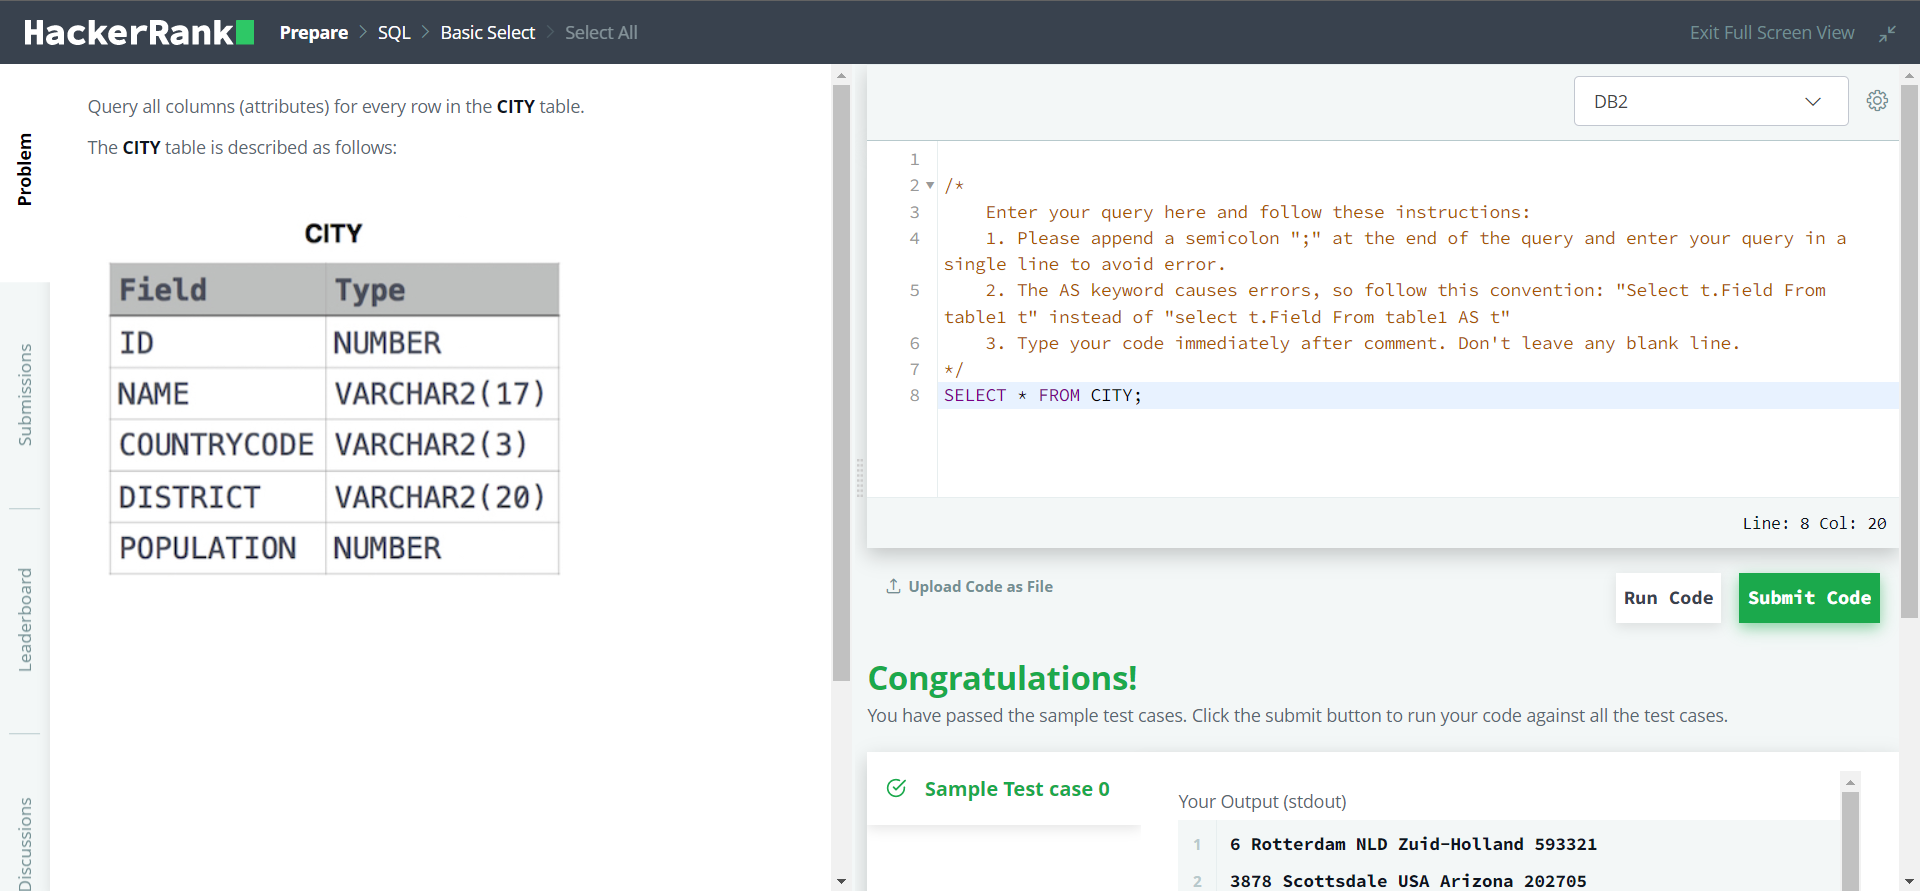 HackerRank
Prepare > SQL > Basic Select > Select All
Exit Full Screen View
Problem
Submissions
Leaderboard
Discussions
Query all columns (attributes) for every row in the CITY table.
The CITY table is described as follows:
CITY
Field Type
ID NUMBER
NAME VARCHAR2(17)
COUNTRYCODE VARCHAR2(3)
DISTRICT VARCHAR2(20)
POPULATION NUMBER
DB2
1
2 /*
3 Enter your query here and follow these instructions:
4 1. Please append a semicolon ";" at the end of the query and enter your query in a
single line to avoid error.
5 2. The AS keyword causes errors, so follow this convention: "Select t.Field From
table1 t" instead of "select t.Field From table1 AS t"
6 3. Type your code immediately after comment. Don't leave any blank line.
7 */
8 SELECT * FROM CITY;
Line: 8 Col: 20
Upload Code as File
Run Code
Submit Code
Congratulations!
You have passed the sample test cases. Click the submit button to run your code against all the test cases.
Sample Test case 0
Your Output (stdout)
1 6 Rotterdam NLD Zuid-Holland 593321
2 3878 Scottsdale USA Arizona 202705